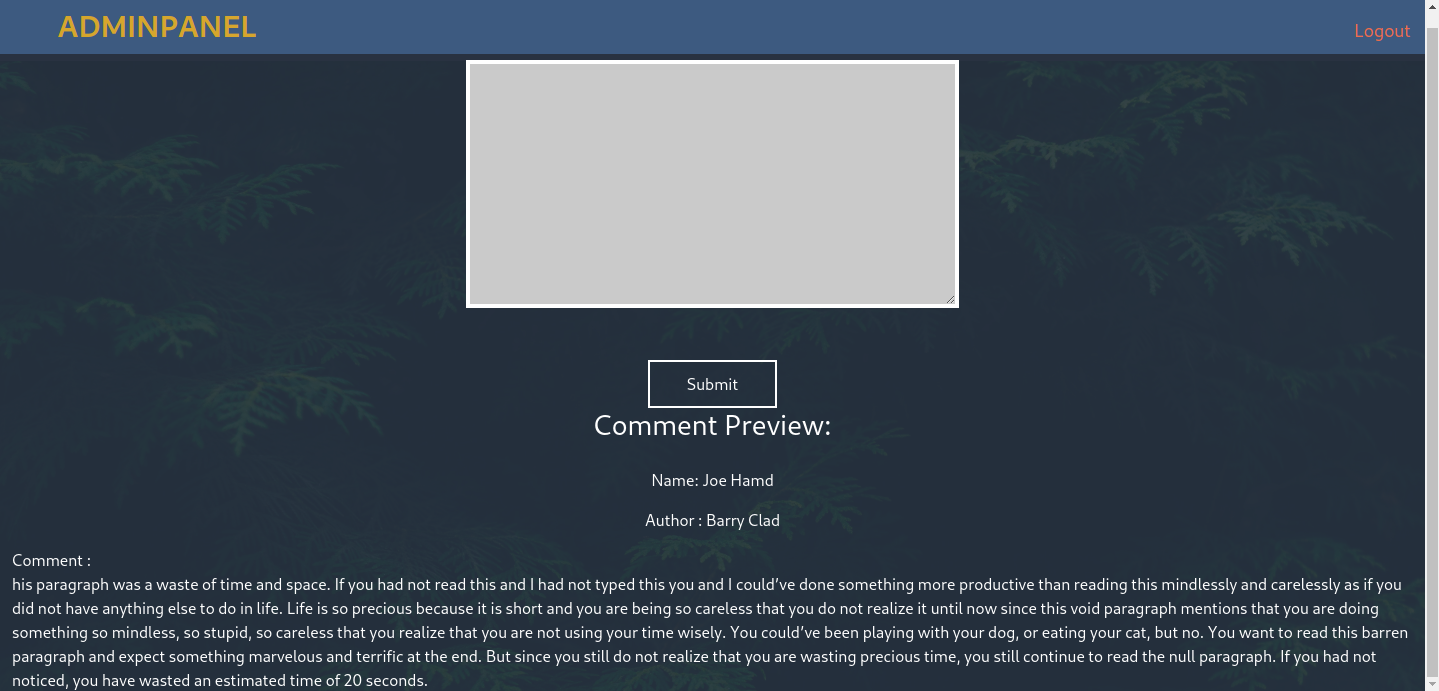 ADMINPANEL
Logout
Submit
Comment Preview:
Name: Joe Hamd
Author : Barry Clad
Comment :
his paragraph was a waste of time and space. If you had not read this and I had not typed this you and I could’ve done something more productive than reading this mindlessly and carelessly as if you
did not have anything else to do in life. Life is so precious because it is short and you are being so careless that you do not realize it until now since this void paragraph mentions that you are doing
something so mindless, so stupid, so careless that you realize that you are not using your time wisely. You could’ve been playing with your dog, or eating your cat, but no. You want to read this barren
paragraph and expect something marvelous and terrific at the end. But since you still do not realize that you are wasting precious time, you still continue to read the null paragraph. If you had not
noticed, you have wasted an estimated time of 20 seconds.